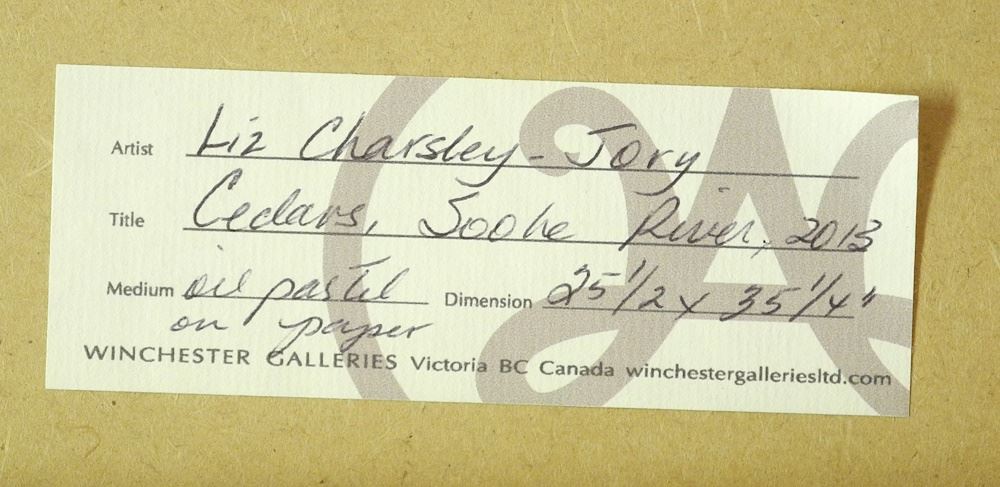 Artist Liz Charsley-Jory
Title Cedars, Sooke River, 2013
Medium oil pastel Dimension 25 1/2 x 35 1/4"
on paper
WINCHESTER GALLERIES Victoria BC Canada winchestergalleriesltd.com